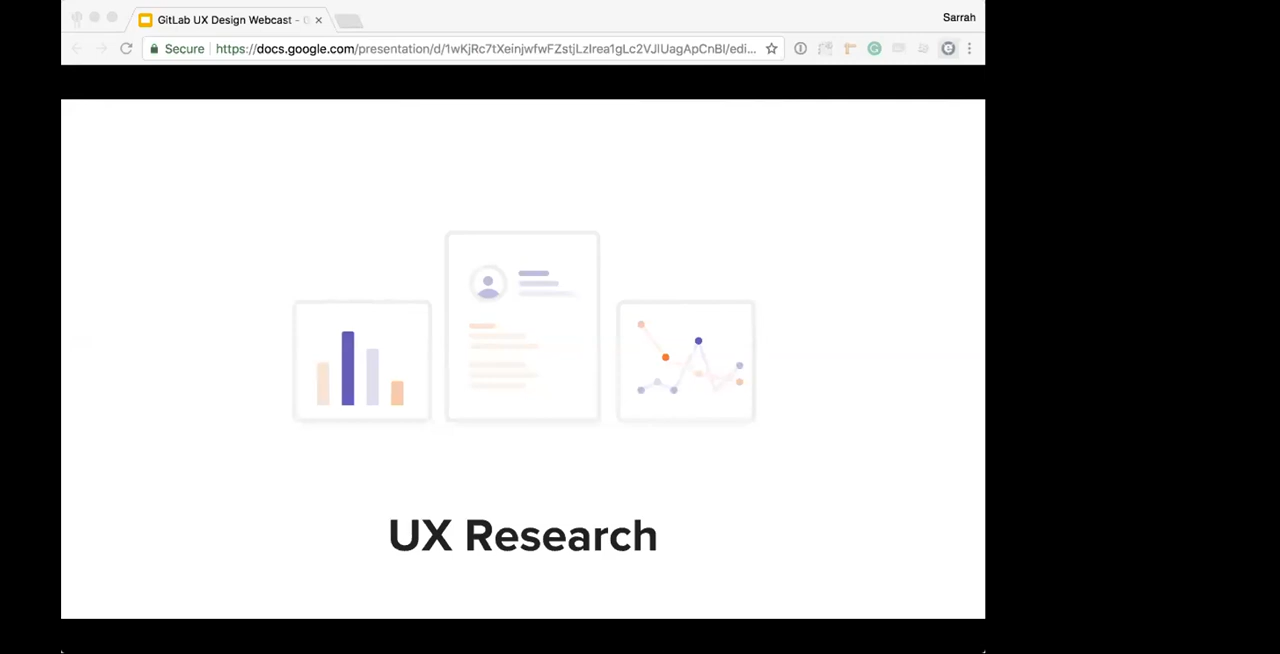 GitLab UX Design Webcast - G
Sarrah
Secure
https://docs.google.com/presentation/d/1wKjRc7tXeinjwfwFZstjLzIrea1gLc2VJlUagApCnBI/edi...
UX Research